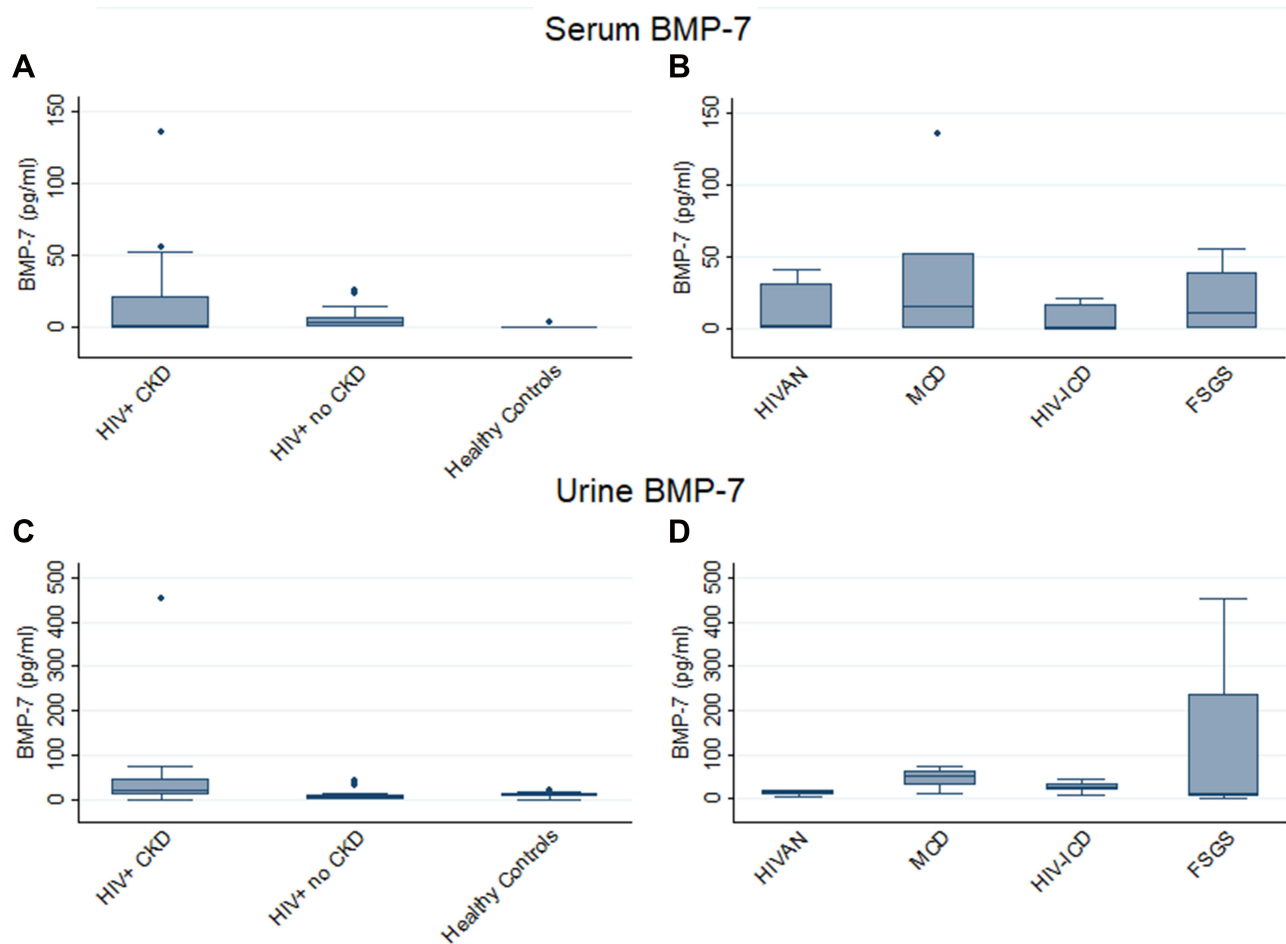 Serum BMP-7
A
B
BMP-7 (pg/ml)
150
100
50
0
HIV+ CKD
HIV+ no CKD
Healthy Controls
BMP-7 (pg/ml)
150
100
50
0
HIVAN
MCD
HIV-ICD
FSGS
Urine BMP-7
C
D
BMP-7 (pg/ml)
500
400
300
200
100
0
HIV+ CKD
HIV+ no CKD
Healthy Controls
BMP-7 (pg/ml)
500
400
300
200
100
0
HIVAN
MCD
HIV-ICD
FSGS